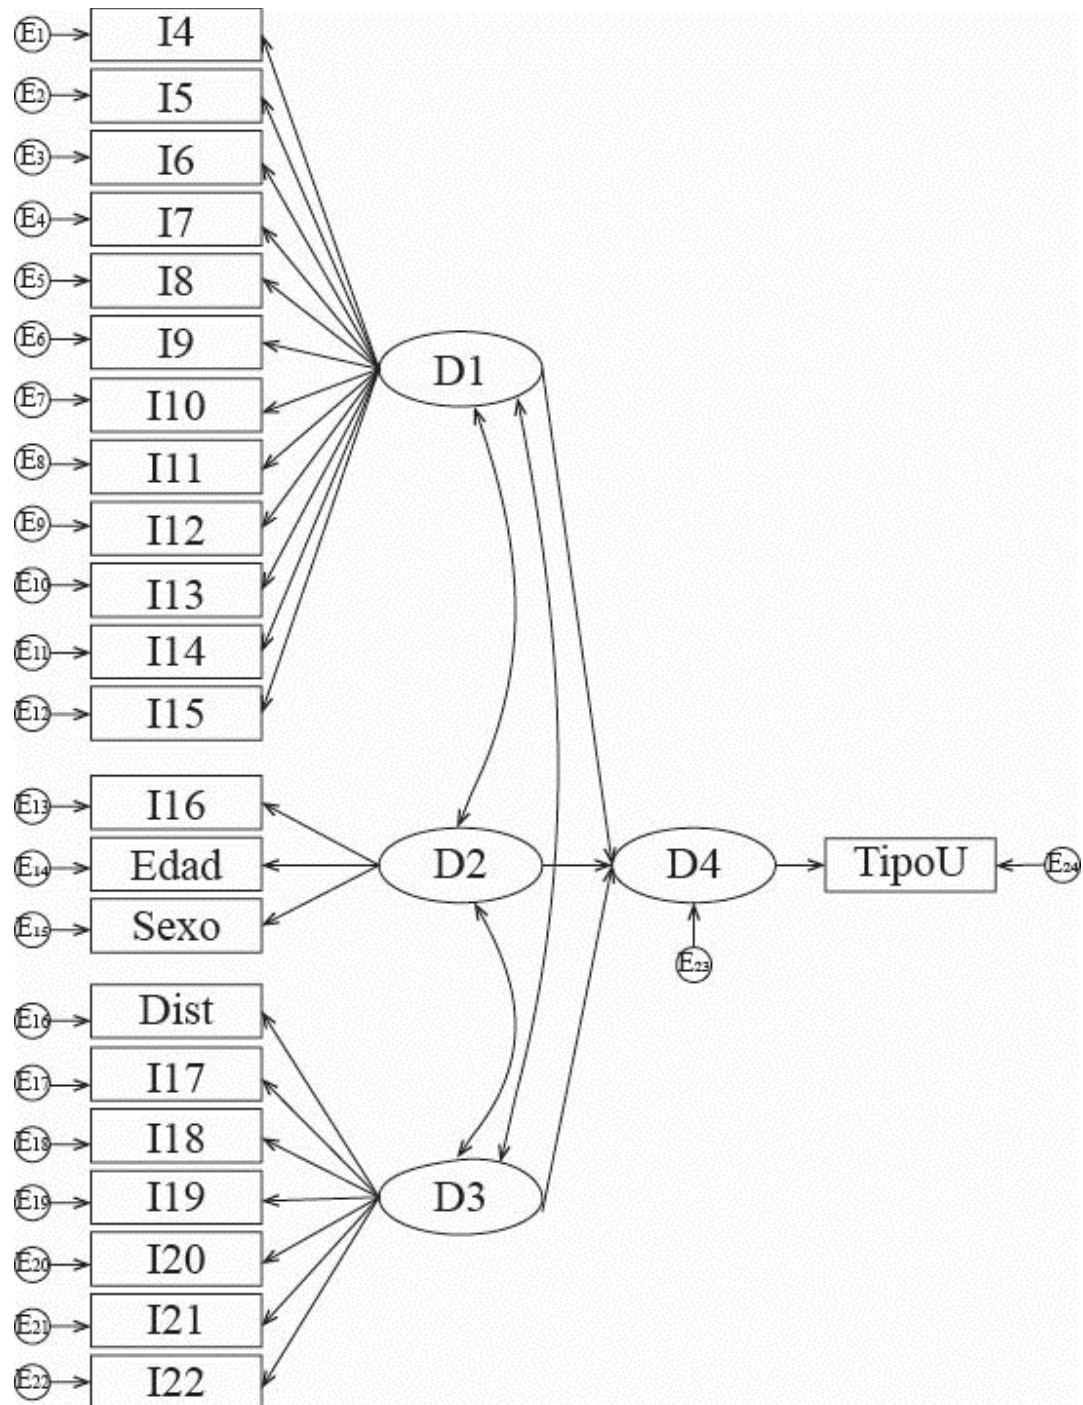 E1 I4
E2 I5
E3 I6
E4 I7
E5 I8
E6 I9
E7 I10
E8 I11
E9 I12
E10 I13
E11 I14
E12 I15
D1
E13 I16
E14 Edad
E15 Sexo
D2
D4
TipoU
E24
E23
E16 Dist
E17 I17
E18 I18
E19 I19
E20 I20
E21 I21
E22 I22
D3